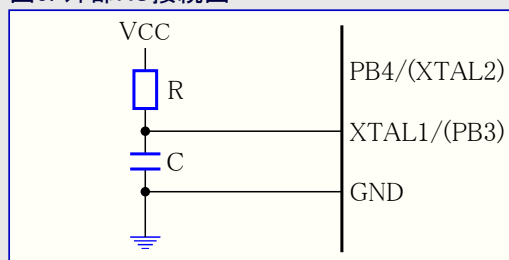 VCC
PB4/(XTAL2)
R
XTAL1/(PB3)
C
GND